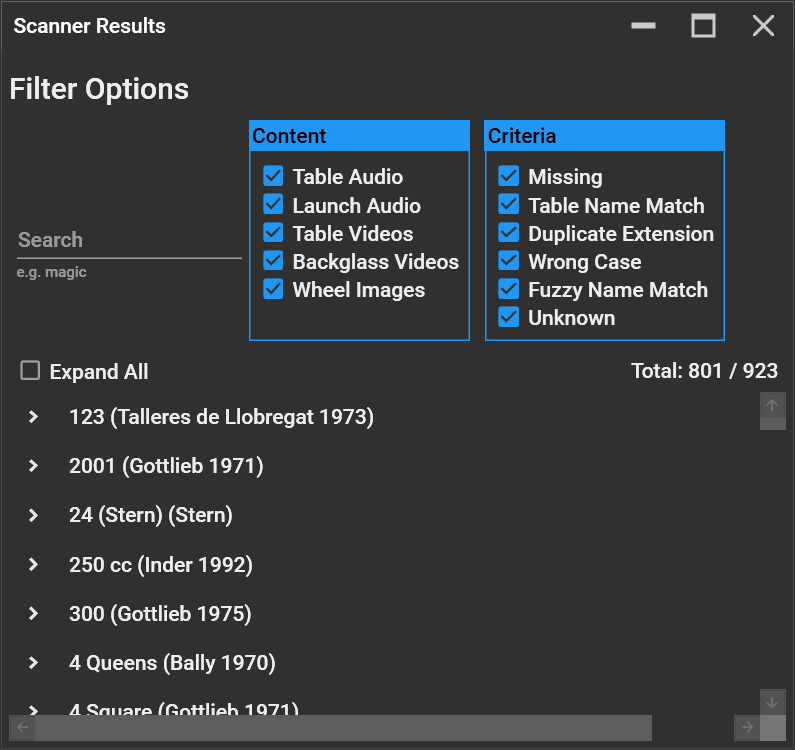 Scanner Results
Filter Options
Content
Table Audio
Launch Audio
Table Videos
Backglass Videos
Wheel Images
Criteria
Missing
Table Name Match
Duplicate Extension
Wrong Case
Fuzzy Name Match
Unknown
Search
e.g. magic
Expand All
Total: 801 / 923
123 (Talleres de Llobregat 1973)
2001 (Gottlieb 1971)
24 (Stern) (Stern)
250 cc (Inder 1992)
300 (Gottlieb 1975)
4 Queens (Bally 1970)
4 Square (Gottlieb 1971)